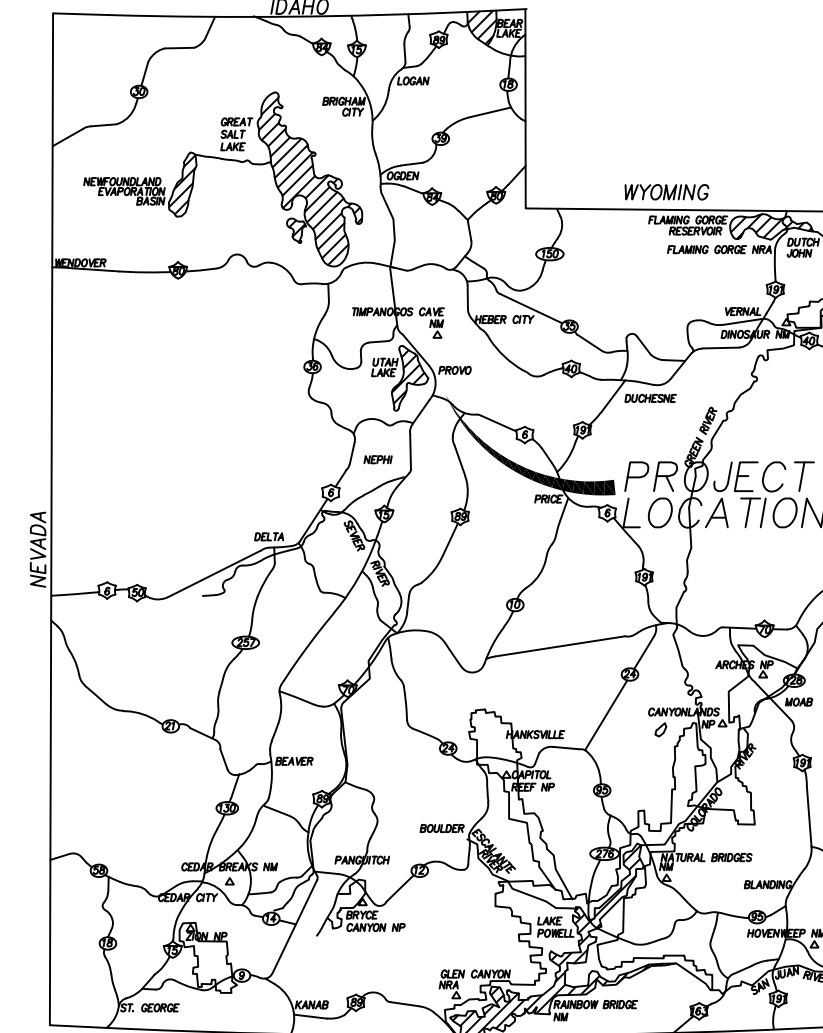 IDAHO
BEAR
LAKE
84
15
89
LOGAN
18
30
BRIGHAM
CITY
GREAT
SALT
LAKE
39
NEWFOUNDLAND
EVAPORATION
BASIN
OGDEN
84
80
WYOMING
FLAMING GORGE
RESERVOIR
FLAMING GORGE NRA
DUTCH
JOHN
150
WENDOVER
80
191
TIMPANOGOS CAVE
NM
HEBER CITY
35
VERNAL
DINOSAUR NM
40
UTAH
LAKE
PROVO
36
40
DUCHESNE
GREEN RIVER
6
191
NEPHI
PROJECT
LOCATION
PRICE
6
6
15
89
SEVIER
RIVER
DELTA
NEVADA
191
6
50
10
257
70
24
ARCHES NP
128
MOAB
70
CANYONLANDS
NP
21
HANKSVILLE
24
RIVER
COLORADO
191
BEAVER
CAPITOL
REEF NP
95
89
130
BOULDER
ESCALANTE
RIVER
276
NATURAL BRIDGES
NM
CEDAR BREAKS NM
PANGUITCH
12
58
BLANDING
CEDAR CITY
14
BRYCE
CANYON NP
LAKE
POWELL
95
HOVENWEEP NM
18
15
ZION NP
9
GLEN CANYON
NRA
SAN JUAN RIVE
ST. GEORGE
KANAB
89
RAINBOW BRIDGE
NM
163
191